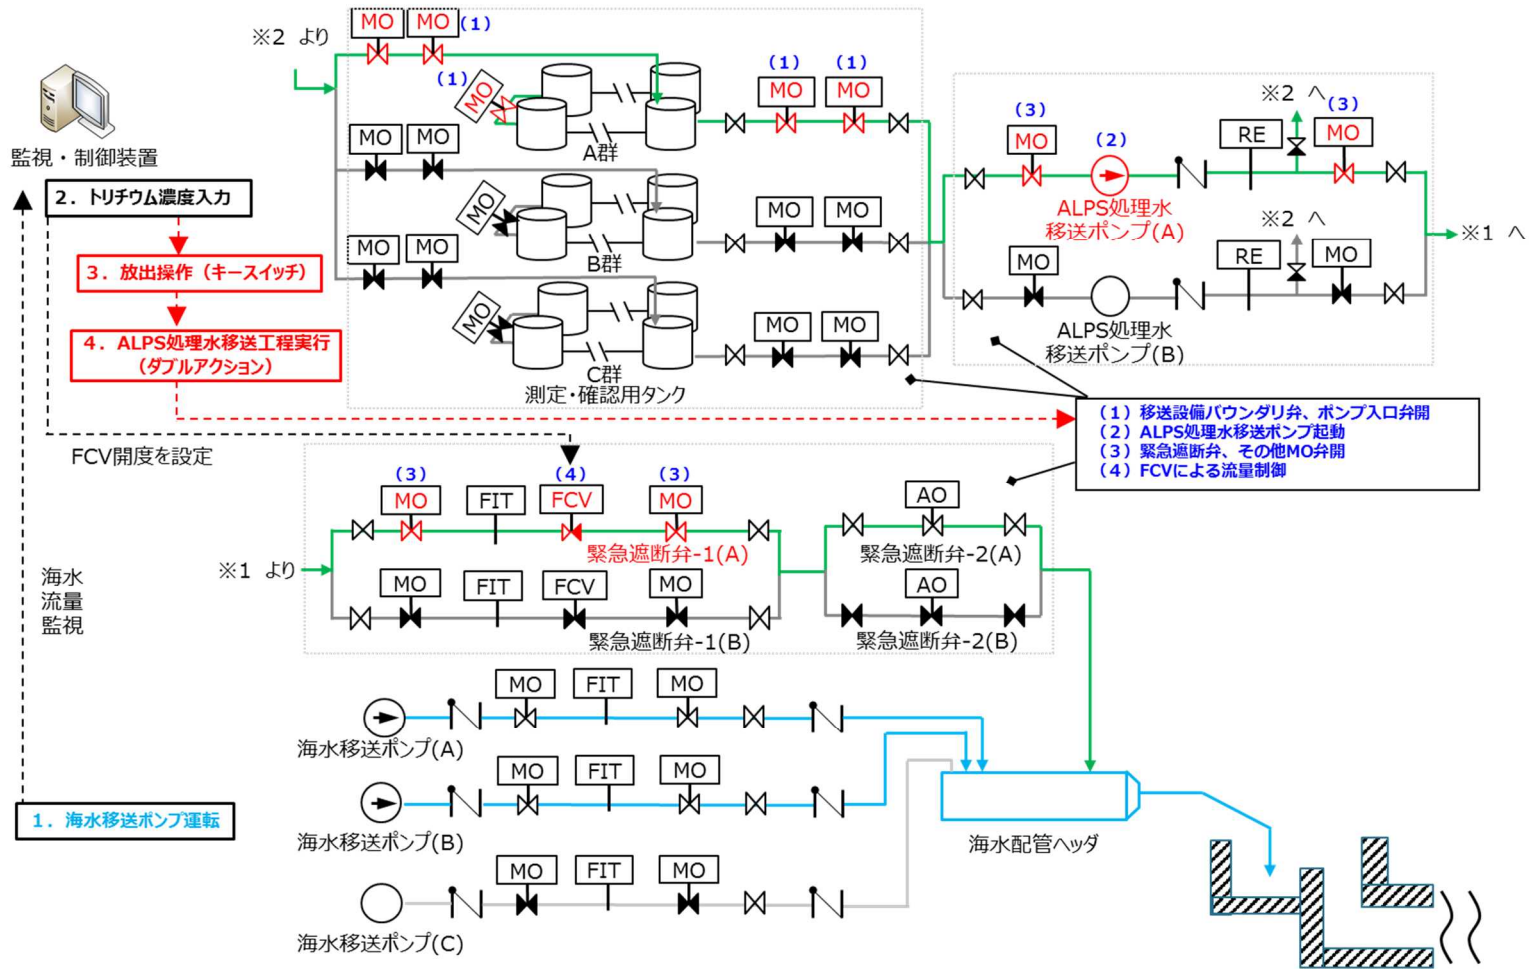 ※2 より
MO
MO
(1)
(1)
MO
A群
(1)
(1)
MO
MO
MO
MO
MO
B群
MO
MO
MO
MO
MO
C群
MO
MO
測定・確認用タンク
(3)
MO
(2)
ALPS処理水
移送ポンプ(A)
RE
※2 へ
(3)
MO
※1 へ
MO
ALPS処理水
移送ポンプ(B)
RE
※2 へ
MO
監視・制御装置
2．トリチウム濃度入力
3．放出操作（キースイッチ）
4．ALPS処理水移送工程実行
（ダブルアクション）
FCV開度を設定
（1）移送設備バウンダリ弁、ポンプ入口弁開
（2）ALPS処理水移送ポンプ起動
（3）緊急遮断弁、その他MO弁開
（4）FCVによる流量制御
※1 より
(3)
MO
FIT
(4)
FCV
(3)
MO
緊急遮断弁-1(A)
AO
緊急遮断弁-2(A)
MO
FIT
FCV
MO
緊急遮断弁-1(B)
AO
緊急遮断弁-2(B)
海水
流量
監視
1．海水移送ポンプ運転
MO
FIT
MO
海水移送ポンプ(A)
MO
FIT
MO
海水移送ポンプ(B)
MO
FIT
MO
海水移送ポンプ(C)
海水配管ヘッダ